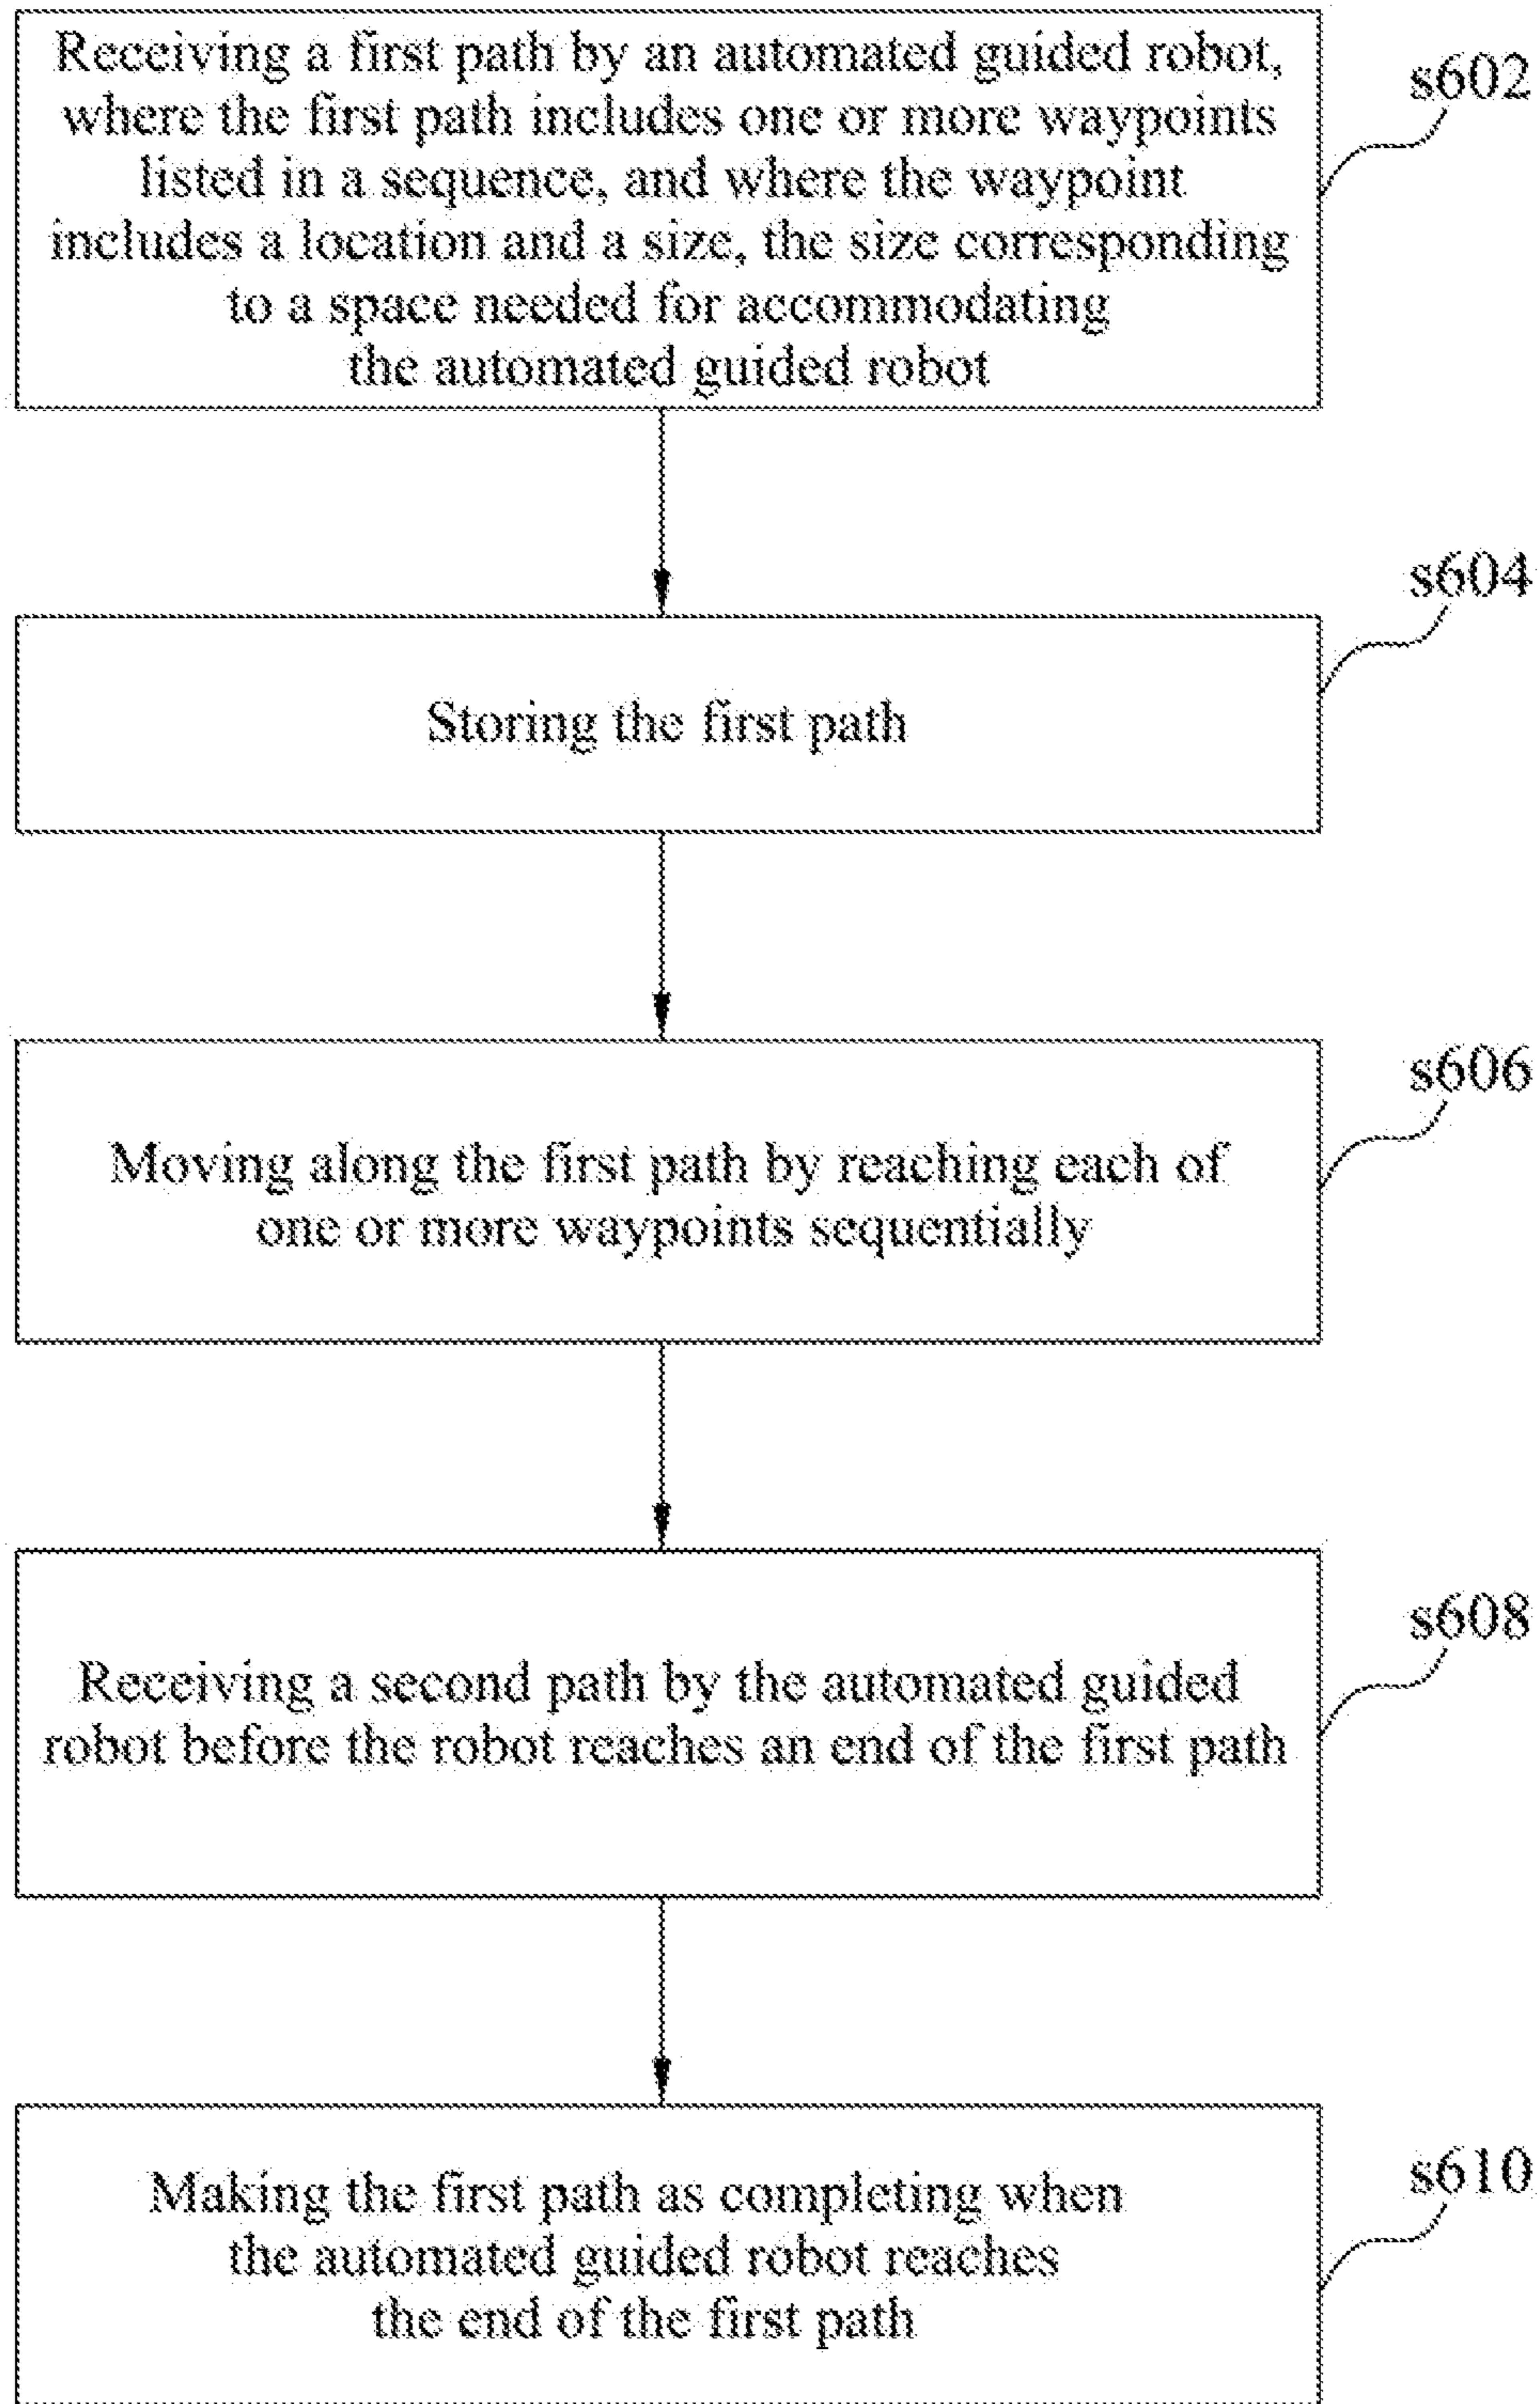 Receiving a first path by an automated guided robot,
where the first path includes one or more waypoints
listed in a sequence, and where the waypoint
includes a location and a size, the size corresponding
to a space needed for accommodating
the automated guided robot
s602
Storing the first path
s604
Moving along the first path by reaching each of
one or more waypoints sequentially
s606
Receiving a second path by the automated guided
robot before the robot reaches an end of the first path
s608
Making the first path as completing when
the automated guided robot reaches
the end of the first path
s610